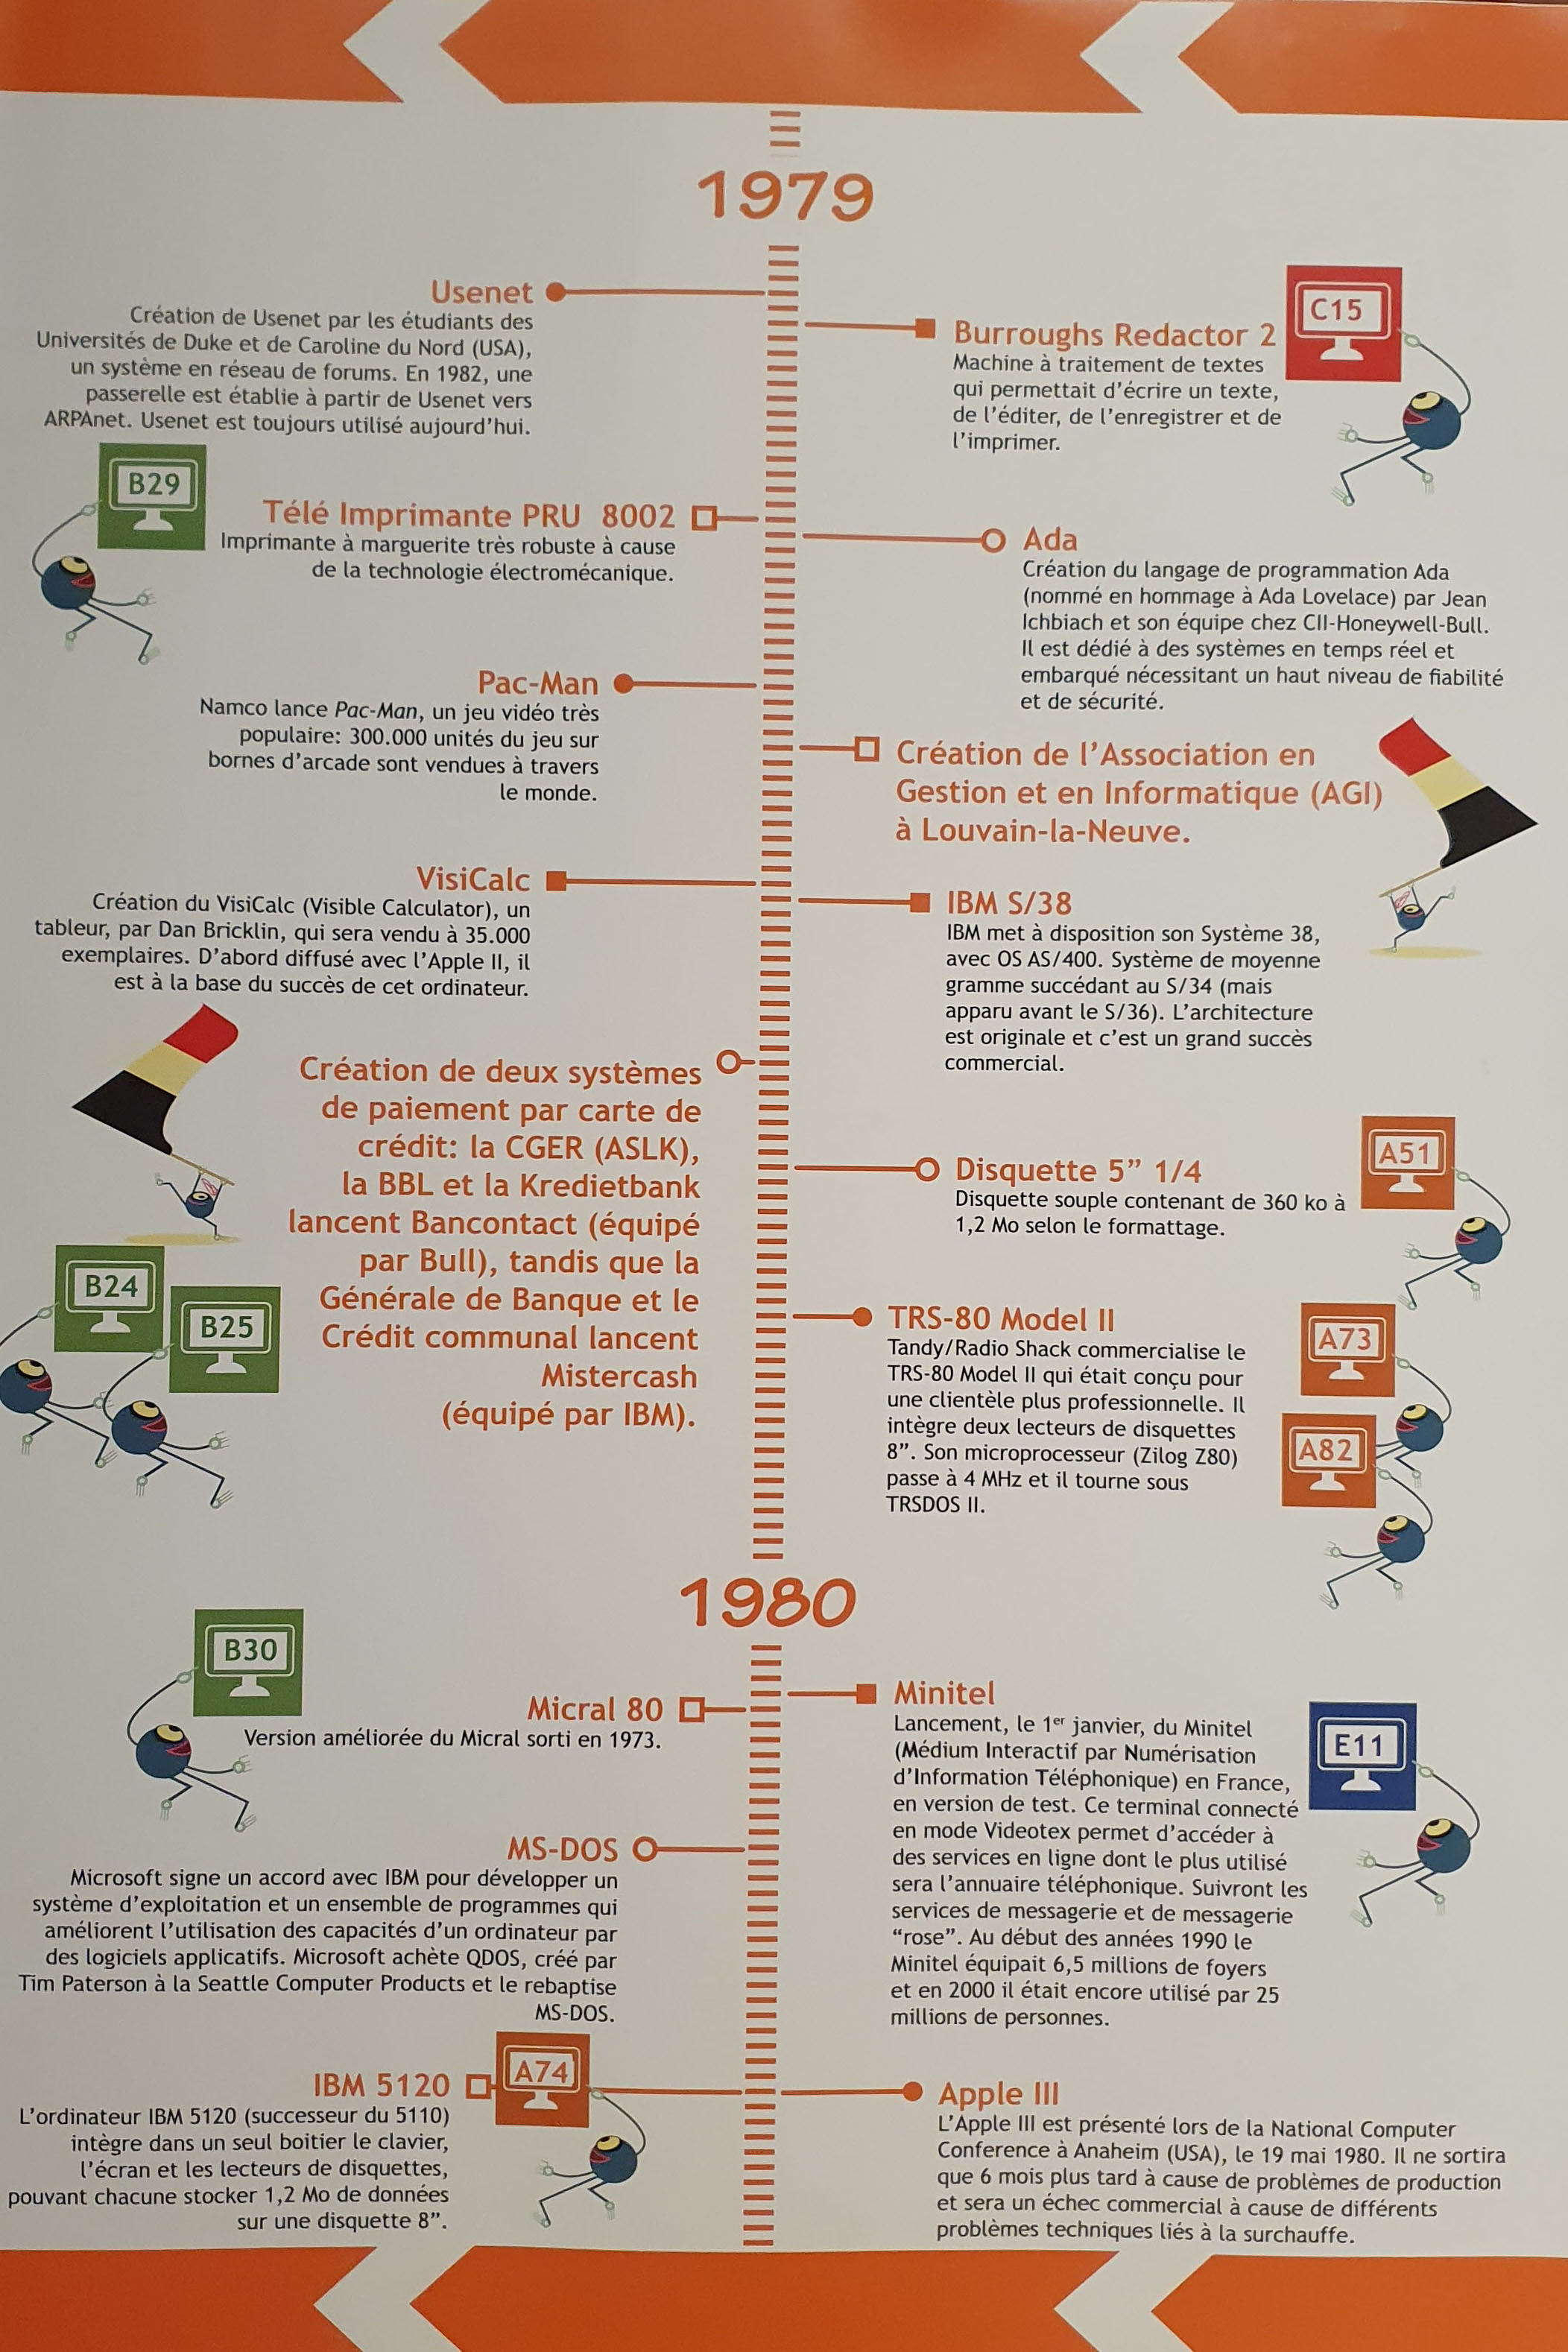 1979
Usenet
Création de Usenet par les étudiants des
Universités de Duke et de Caroline du Nord (USA),
un système en réseau de forums. En 1982, une
passerelle est établie à partir de Usenet vers
ARPAnet. Usenet est toujours utilisé aujourd’hui.
Burroughs Redactor 2
Machine à traitement de textes
qui permettait d’écrire un texte,
de l’éditer, de l’enregistrer et de
l’imprimer.
C15
B29
Télé Imprimante PRU 8002
Imprimante à marguerite très robuste à cause
de la technologie électromécanique.
Ada
Création du langage de programmation Ada
(nommé en hommage à Ada Lovelace) par Jean
Ichbiach et son équipe chez CII-Honeywell-Bull.
Il est dédié à des systèmes en temps réel et
embarqué nécessitant un haut niveau de fiabilité
et de sécurité.
Pac-Man
Namco lance Pac-Man, un jeu vidéo très
populaire: 300.000 unités du jeu sur
bornes d’arcade sont vendues à travers
le monde.
Création de l’Association en
Gestion et en Informatique (AGI)
à Louvain-la-Neuve.
VisiCalc
Création du VisiCalc (Visible Calculator), un
tableur, par Dan Bricklin, qui sera vendu à 35.000
exemplaires. D’abord diffusé avec l’Apple II, il
est à la base du succès de cet ordinateur.
IBM S/38
IBM met à disposition son Système 38,
avec OS AS/400. Système de moyenne
gramme succédant au S/34 (mais
apparu avant le S/36). L’architecture
est originale et c’est un grand succès
commercial.
Création de deux systèmes
de paiement par carte de
crédit: la CGER (ASLK),
la BBL et la Kredietbank
lancent Bancontact (équipé
par Bull), tandis que la
Générale de Banque et le
Crédit communal lancent
Mistercash
(équipé par IBM).
B24
B25
Disquette 5” 1/4
Disquette souple contenant de 360 ko à
1,2 Mo selon le formattage.
A51
TRS-80 Model II
Tandy/Radio Shack commercialise le
TRS-80 Model II qui était conçu pour
une clientèle plus professionnelle. Il
intègre deux lecteurs de disquettes
8”. Son microprocesseur (Zilog Z80)
passe à 4 MHz et il tourne sous
TRSDOS II.
A73
A82
1980
B30
Micral 80
Version améliorée du Micral sorti en 1973.
Minitel
Lancement, le 1er janvier, du Minitel
(Médium Interactif par Numérisation
d’Information Téléphonique) en France,
en version de test. Ce terminal connecté
en mode Videotex permet d’accéder à
des services en ligne dont le plus utilisé
sera l’annuaire téléphonique. Suivront les
services de messagerie et de messagerie
“rose”. Au début des années 1990 le
Minitel équipait 6,5 millions de foyers
et en 2000 il était encore utilisé par 25
millions de personnes.
E11
MS-DOS
Microsoft signe un accord avec IBM pour développer un
système d’exploitation et un ensemble de programmes qui
améliorent l’utilisation des capacités d’un ordinateur par
des logiciels applicatifs. Microsoft achète QDOS, créé par
Tim Paterson à la Seattle Computer Products et le rebaptise
MS-DOS.
IBM 5120
L’ordinateur IBM 5120 (successeur du 5110)
intègre dans un seul boitier le clavier,
l’écran et les lecteurs de disquettes,
pouvant chacune stocker 1,2 Mo de données
sur une disquette 8”.
A74
Apple III
L’Apple III est présenté lors de la National Computer
Conference à Anaheim (USA), le 19 mai 1980. Il ne sortira
que 6 mois plus tard à cause de problèmes de production
et sera un échec commercial à cause de différents
problèmes techniques liés à la surchauffe.